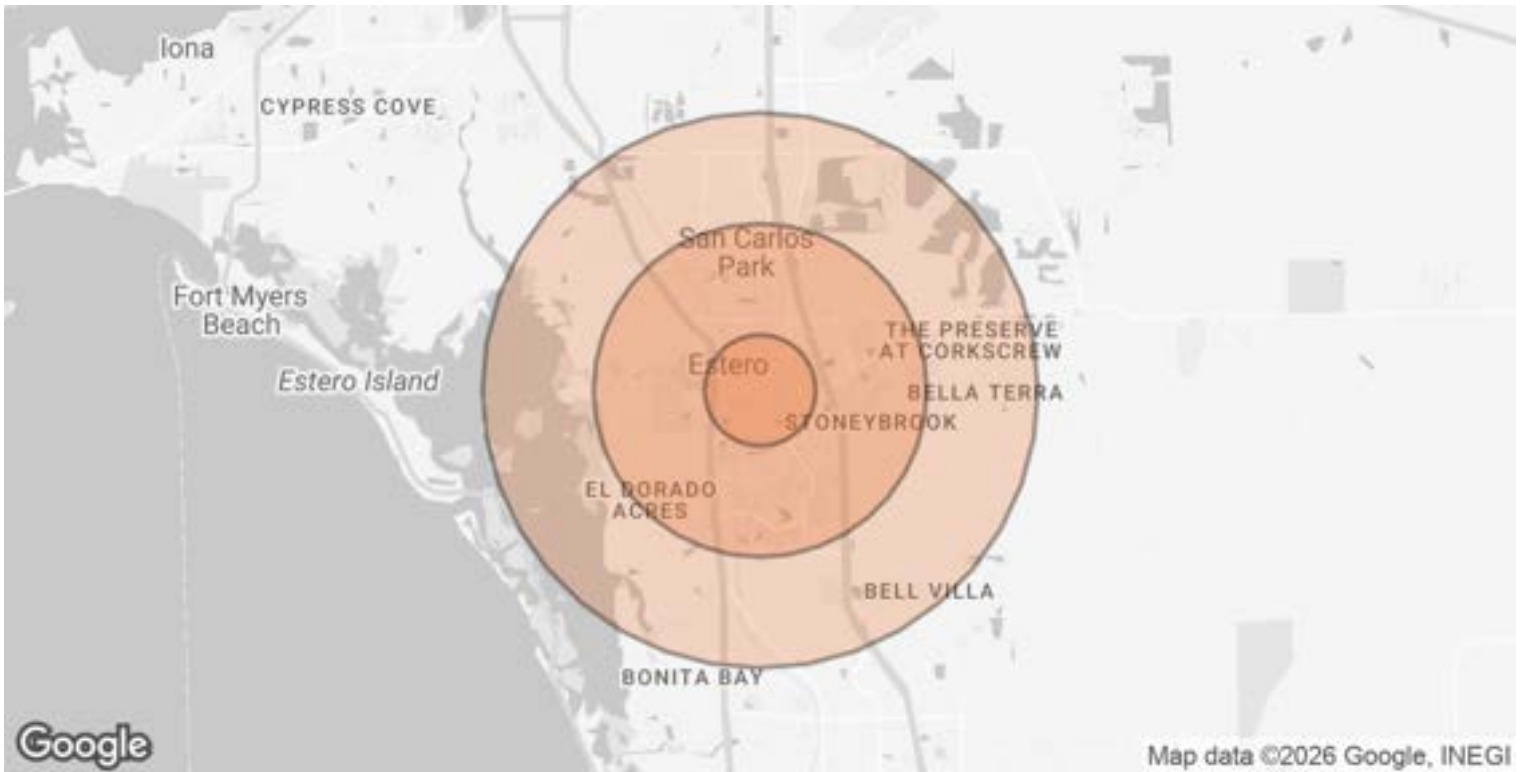 Iona
CYPRESS COVE
San Carlos
Park
Fort Myers
Beach
THE PRESERVE
AT CORKSCREW
Estero
Estero Island
BELLA TERRA
STONEYBROOK
EL DORADO
ACRES
BELL VILLA
BONITA BAY
Google
Map data ©2026 Google, INEGI